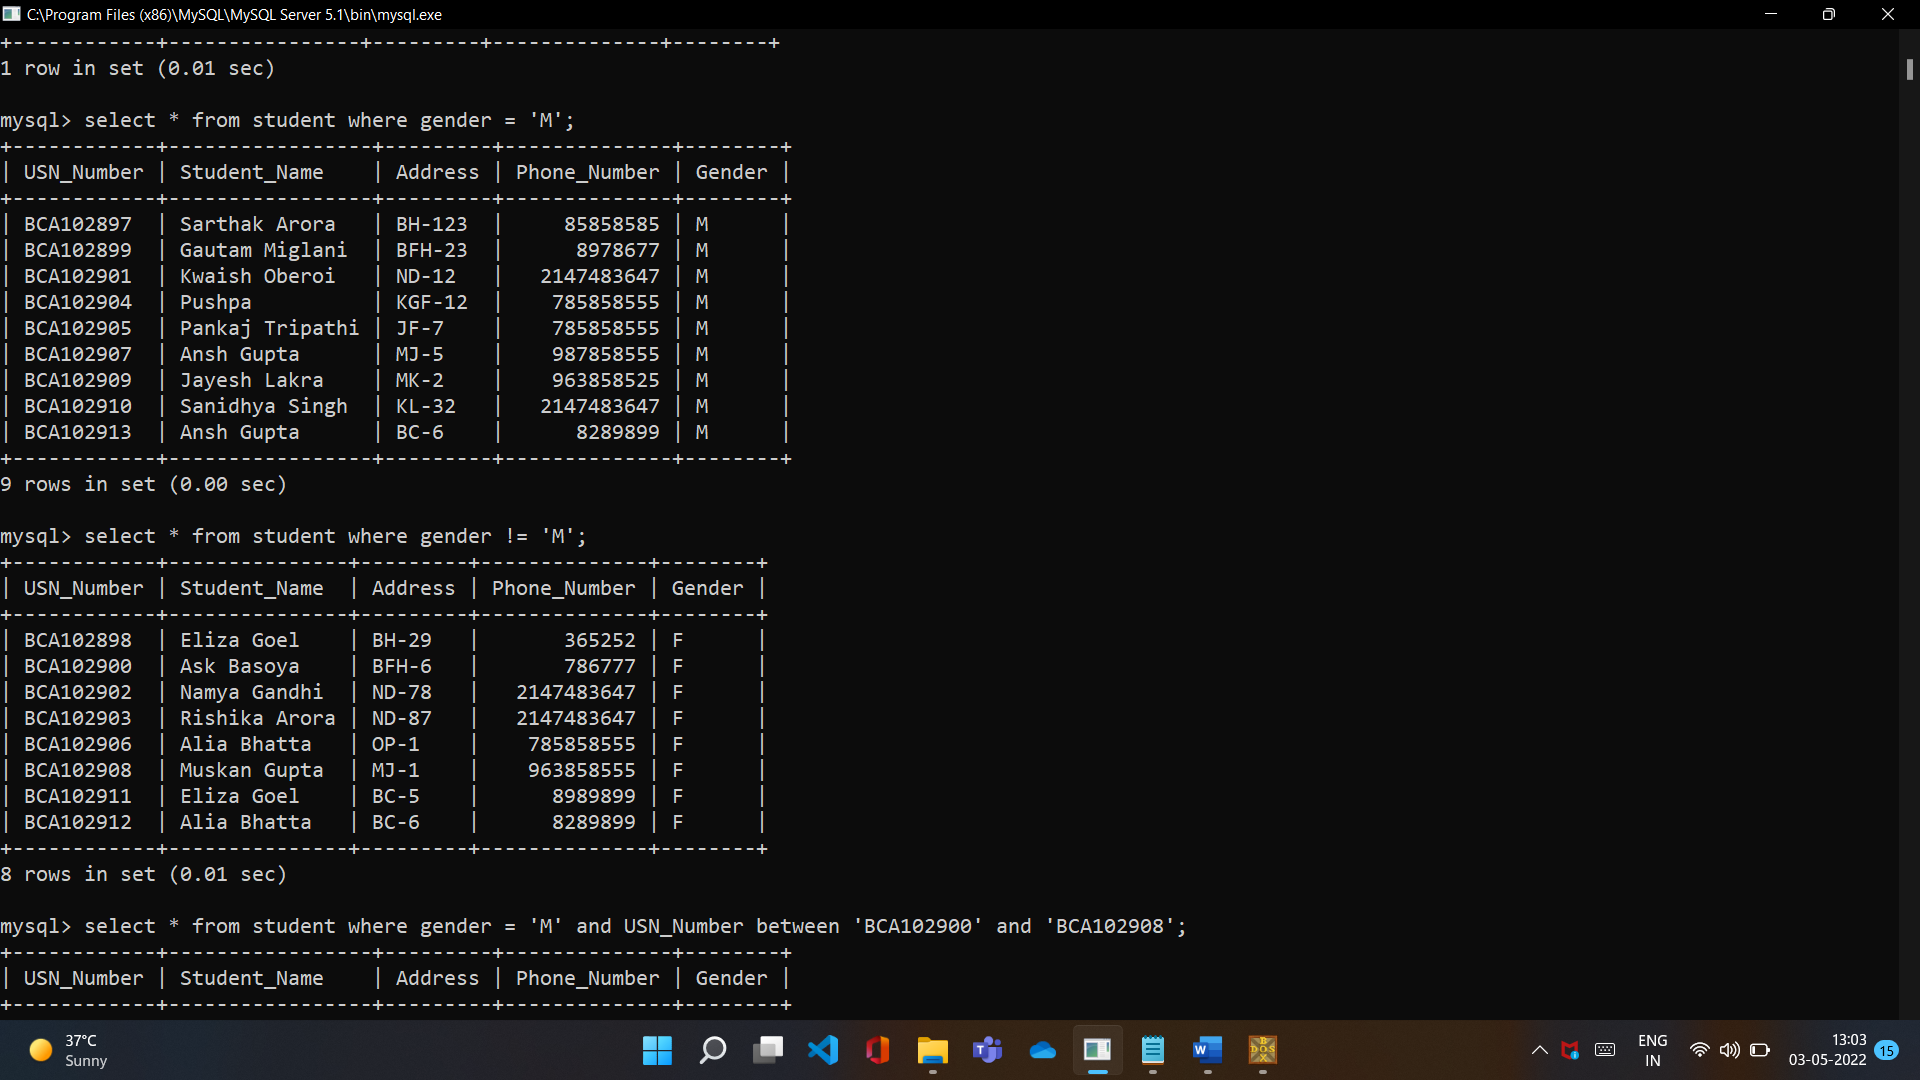 C:\Program Files (x86)\MySQL\MySQL Server 5.1\bin\mysql.exe
+------------+----------------+---------+--------------+--------+
1 row in set (0.01 sec)
mysql> select * from student where gender = 'M';
+------------+-----------------+---------+--------------+--------+
| USN_Number | Student_Name    | Address | Phone_Number | Gender |
+------------+-----------------+---------+--------------+--------+
| BCA102897  | Sarthak Arora   | BH-123  |     85858585 | M      |
| BCA102899  | Gautam Miglani  | BFH-23  |      8978677 | M      |
| BCA102901  | Kwaish Oberoi   | ND-12   |   2147483647 | M      |
| BCA102904  | Pushpa          | KGF-12  |    785858555 | M      |
| BCA102905  | Pankaj Tripathi | JF-7    |    785858555 | M      |
| BCA102907  | Ansh Gupta      | MJ-5    |    987858555 | M      |
| BCA102909  | Jayesh Lakra    | MK-2    |    963858525 | M      |
| BCA102910  | Sanidhya Singh  | KL-32   |   2147483647 | M      |
| BCA102913  | Ansh Gupta      | BC-6    |      8289899 | M      |
+------------+-----------------+---------+--------------+--------+
9 rows in set (0.00 sec)
mysql> select * from student where gender != 'M';
+------------+---------------+---------+--------------+--------+
| USN_Number | Student_Name  | Address | Phone_Number | Gender |
+------------+---------------+---------+--------------+--------+
| BCA102898  | Eliza Goel    | BH-29   |       365252 | F      |
| BCA102900  | Ask Basoya    | BFH-6   |       786777 | F      |
| BCA102902  | Namya Gandhi  | ND-78   |   2147483647 | F      |
| BCA102903  | Rishika Arora | ND-87   |   2147483647 | F      |
| BCA102906  | Alia Bhatta   | OP-1    |    785858555 | F      |
| BCA102908  | Muskan Gupta  | MJ-1    |    963858555 | F      |
| BCA102911  | Eliza Goel    | BC-5    |      8989899 | F      |
| BCA102912  | Alia Bhatta   | BC-6    |      8289899 | F      |
+------------+---------------+---------+--------------+--------+
8 rows in set (0.01 sec)
mysql> select * from student where gender = 'M' and USN_Number between 'BCA102900' and 'BCA102908';
+------------+-----------------+---------+--------------+--------+
| USN_Number | Student_Name    | Address | Phone_Number | Gender |
+------------+-----------------+---------+--------------+--------+
37°C
Sunny
ENG
IN
13:03
03-05-2022
15